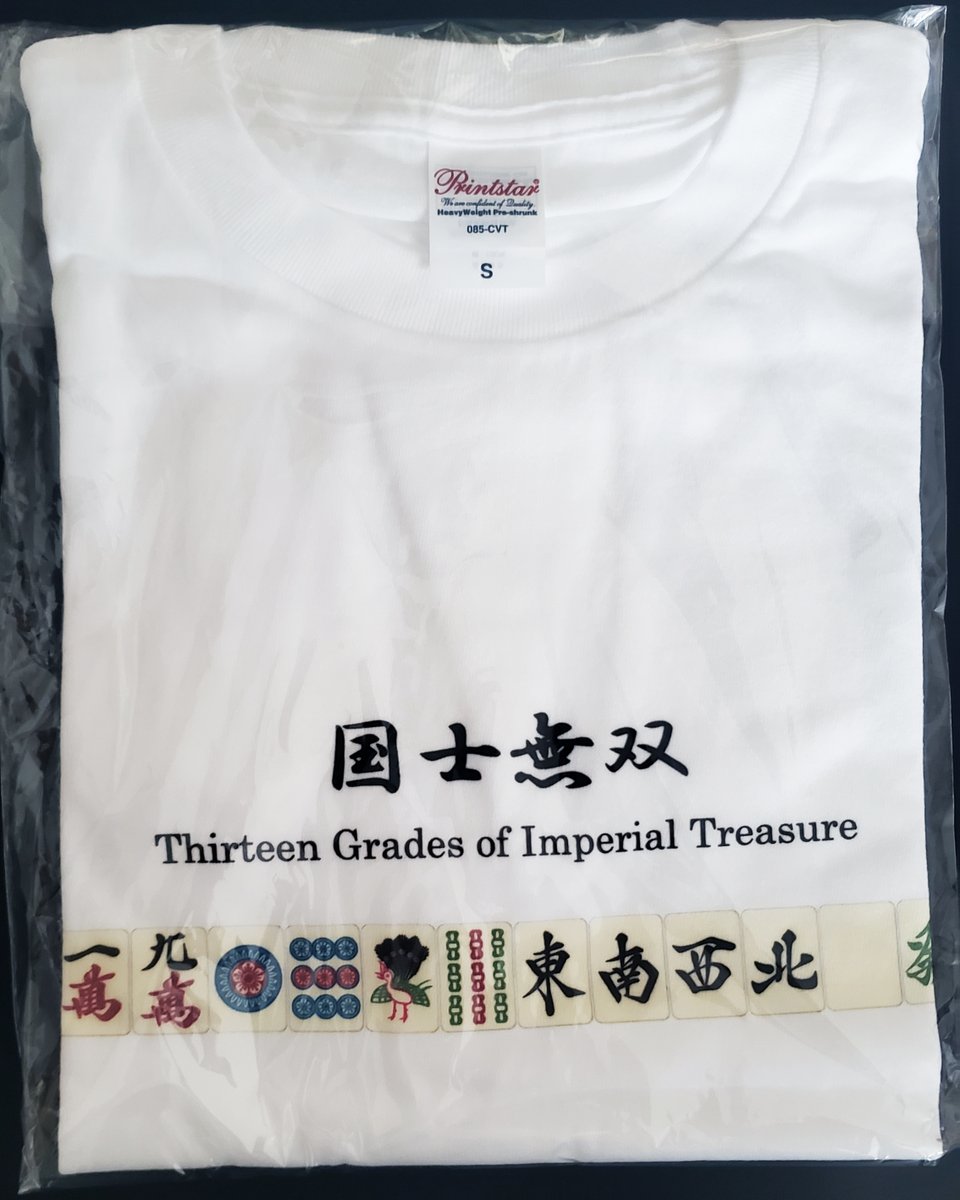 Printstar
We are confident of Quality.
HeavyWeight Pre-shrunk
085-CVT
S
国士無双
Thirteen Grades of Imperial Treasure
一萬 九萬 東 南 西 北